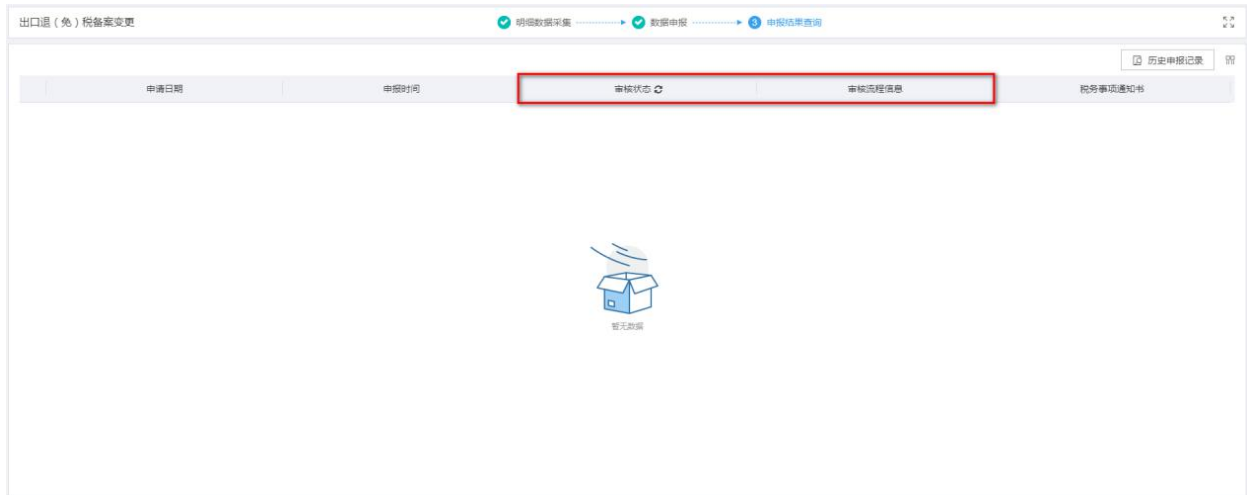 出口退（免）税备案变更
明细数据采集
数据申报
3 申报结果查询
历史申报记录
申请日期 申报时间 审核状态 审核流程信息 税务事项通知书
暂无数据